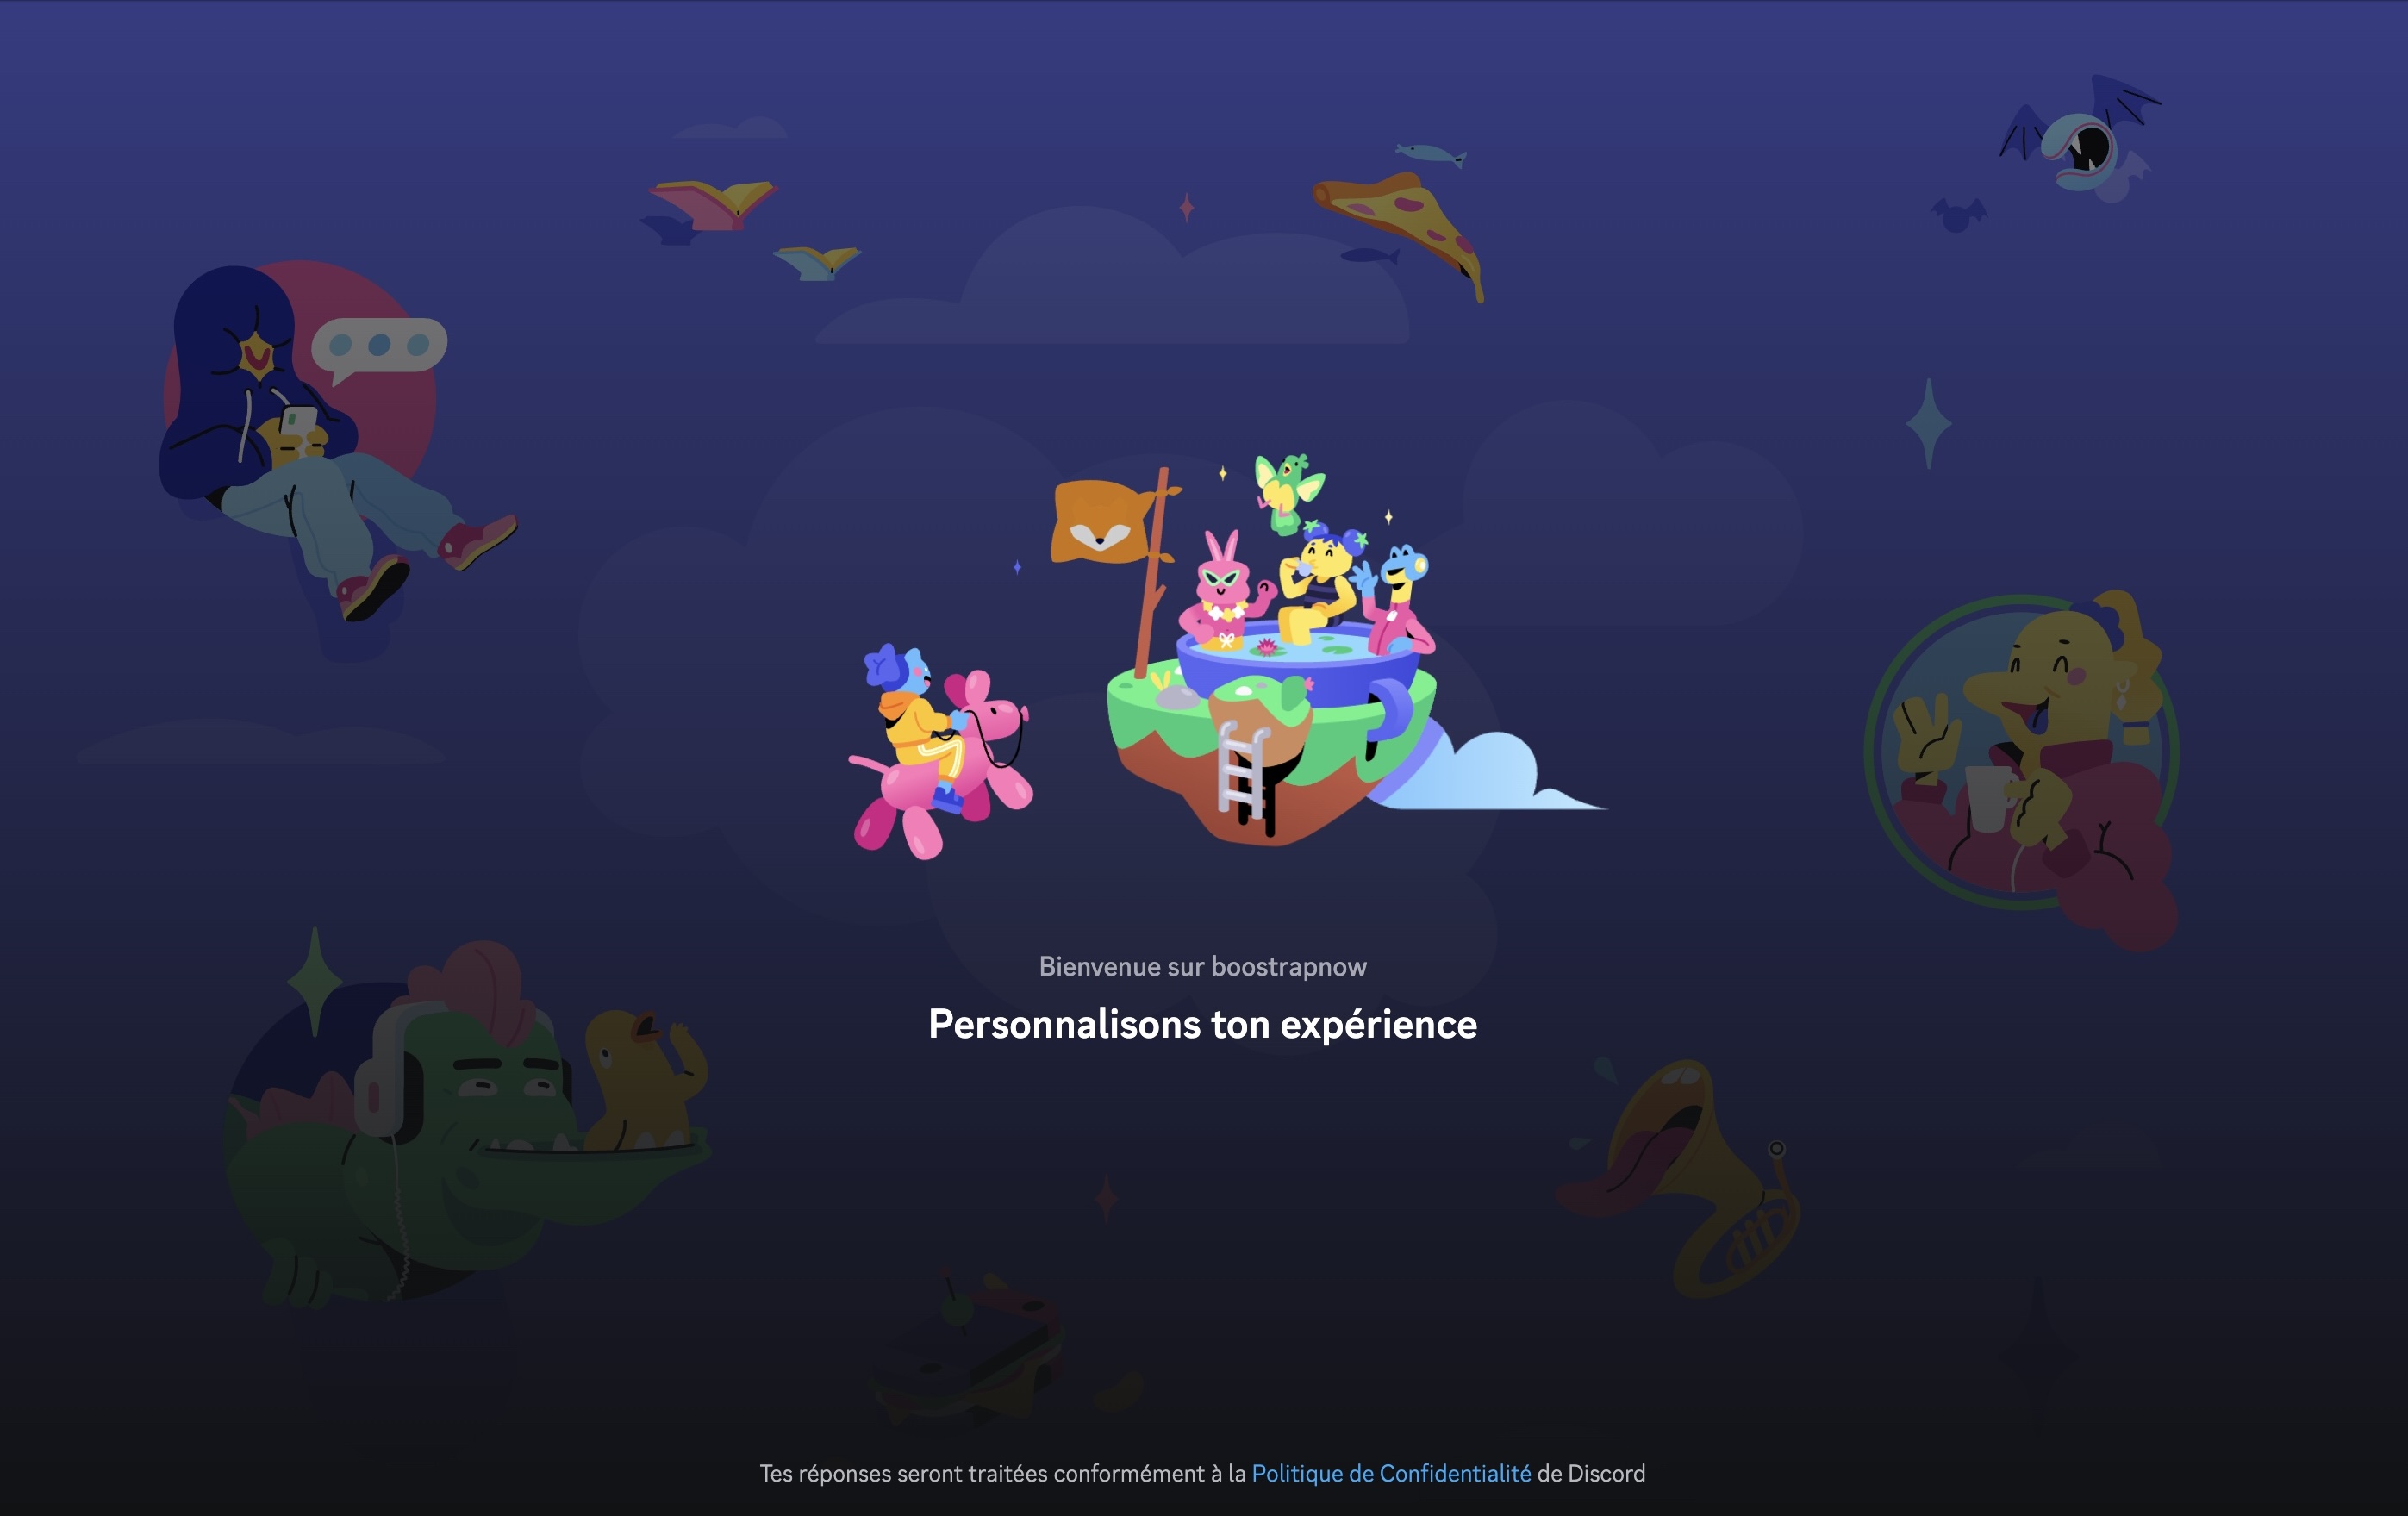 Bienvenue sur boostrapnow
Personnalisons ton expérience
Tes réponses seront traitées conformément à la Politique de Confidentialité de Discord